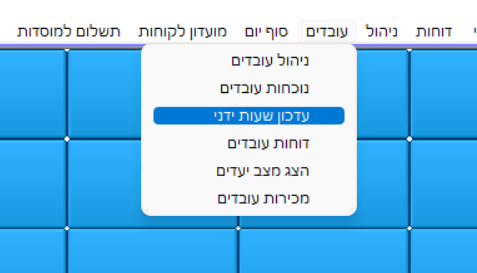 דוחות ניהול עובדים סוף יום מועדון לקוחות תשלום למוסדות
ניהול עובדים
נוכחות עובדים
עדכון שעות ידני
דוחות עובדים
הצג מצב יעדים
מכירות עובדים